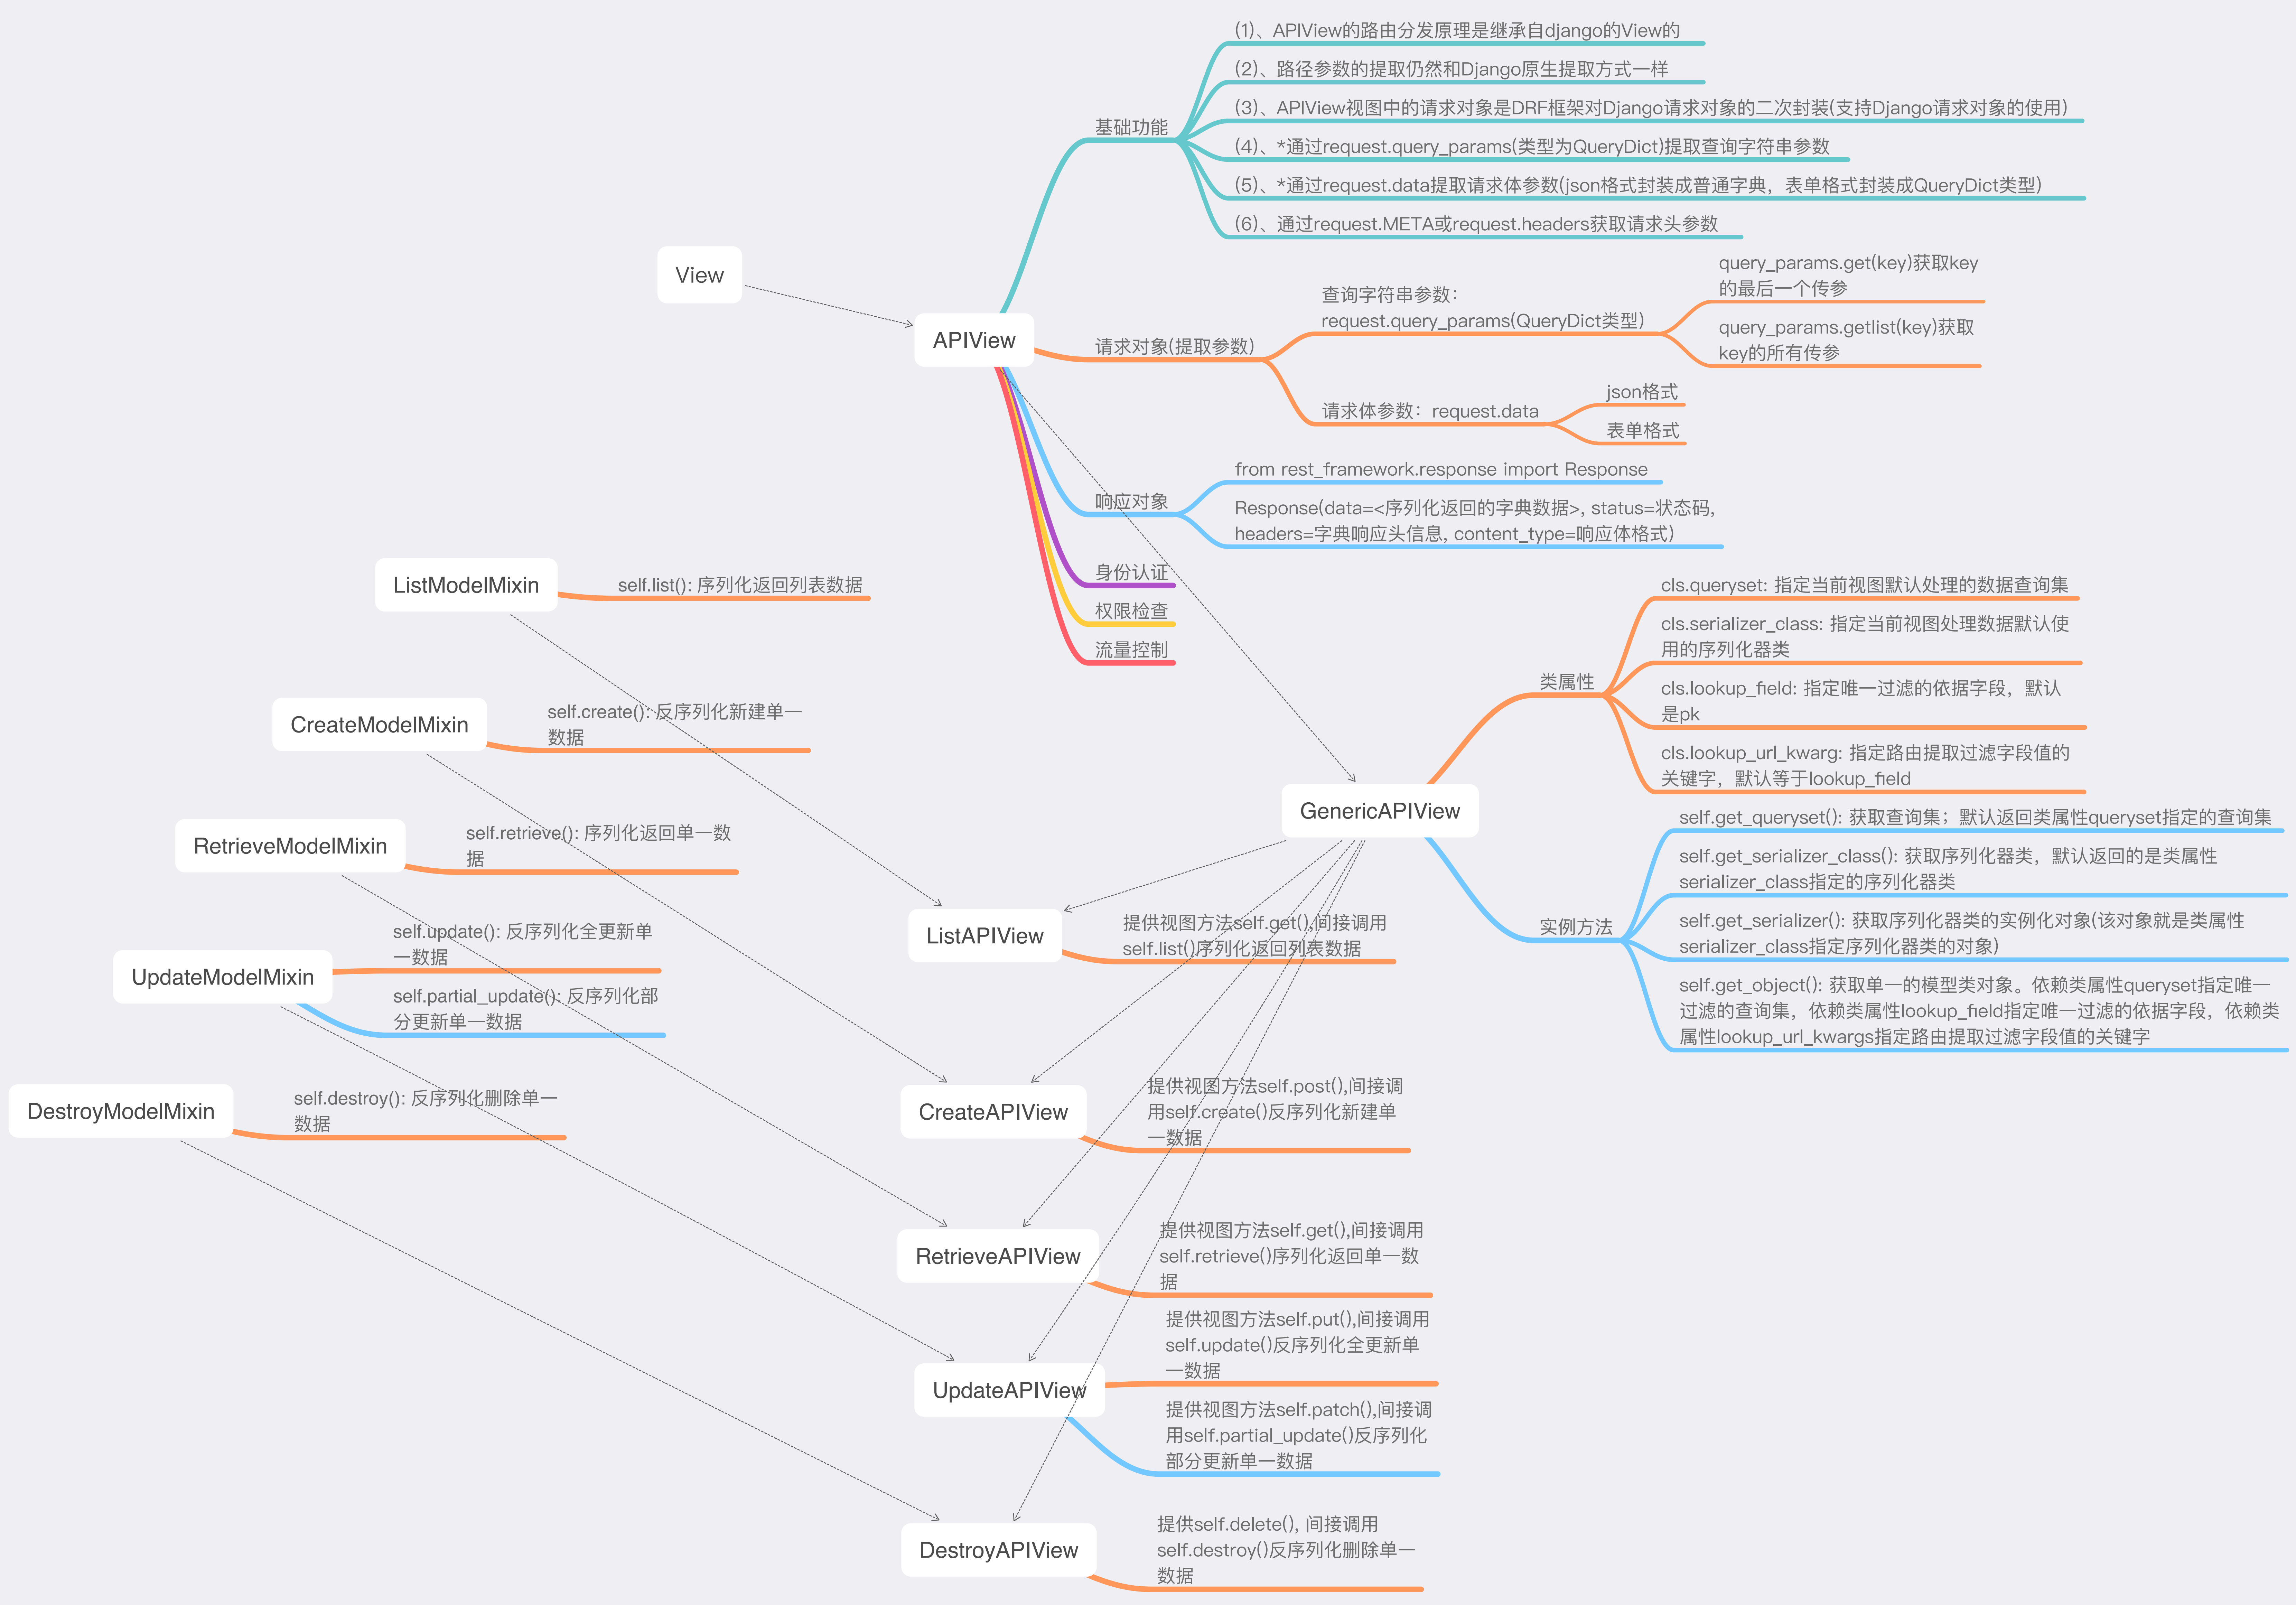 (1)、APIView的路由分发原理是继承自django的View的
(2)、路径参数的提取仍然和Django原生提取方式一样
(3)、APIView视图中的请求对象是DRF框架对Django请求对象的二次封装(支持Django请求对象的使用)
基础功能
(4)、*通过request.query_params(类型为QueryDict)提取查询字符串参数
(5)、*通过request.data提取请求体参数(json格式封装成普通字典，表单格式封装成QueryDict类型)
(6)、通过request.META或request.headers获取请求头参数
View
APIView
请求对象(提取参数)
查询字符串参数：
request.query_params(QueryDict类型)
query_params.get(key)获取key
的最后一个传参
query_params.getlist(key)获取
key的所有传参
请求体参数：request.data
json格式
表单格式
响应对象
from rest_framework.response import Response
Response(data=<序列化返回的字典数据>, status=状态码,
headers=字典响应头信息, content_type=响应体格式)
身份认证
权限检查
流量控制
ListModelMixin
self.list(): 序列化返回列表数据
CreateModelMixin
self.create(): 反序列化新建单一
数据
RetrieveModelMixin
self.retrieve(): 序列化返回单一数
据
UpdateModelMixin
self.update(): 反序列化全更新单
一数据
self.partial_update(): 反序列化部
分更新单一数据
DestroyModelMixin
self.destroy(): 反序列化删除单一
数据
GenericAPIView
类属性
cls.queryset: 指定当前视图默认处理的数据查询集
cls.serializer_class: 指定当前视图处理数据默认使
用的序列化器类
cls.lookup_field: 指定唯一过滤的依据字段，默认
是pk
cls.lookup_url_kwarg: 指定路由提取过滤字段值的
关键字，默认等于lookup_field
实例方法
self.get_queryset(): 获取查询集；默认返回类属性queryset指定的查询集
self.get_serializer_class(): 获取序列化器类，默认返回的是类属性
serializer_class指定的序列化器类
self.get_serializer(): 获取序列化器类的实例化对象(该对象就是类属性
serializer_class指定序列化器类的对象)
self.get_object(): 获取单一的模型类对象。依赖类属性queryset指定唯一
过滤的查询集，依赖类属性lookup_field指定唯一过滤的依据字段，依赖类
属性lookup_url_kwargs指定路由提取过滤字段值的关键字
ListAPIView
提供视图方法self.get(),间接调用
self.list()序列化返回列表数据
CreateAPIView
提供视图方法self.post(),间接调
用self.create()反序列化新建单
一数据
RetrieveAPIView
提供视图方法self.get(),间接调用
self.retrieve()序列化返回单一数
据
UpdateAPIView
提供视图方法self.put(),间接调用
self.update()反序列化全更新单
一数据
提供视图方法self.patch(),间接调
用self.partial_update()反序列化
部分更新单一数据
DestroyAPIView
提供self.delete(), 间接调用
self.destroy()反序列化删除单一
数据